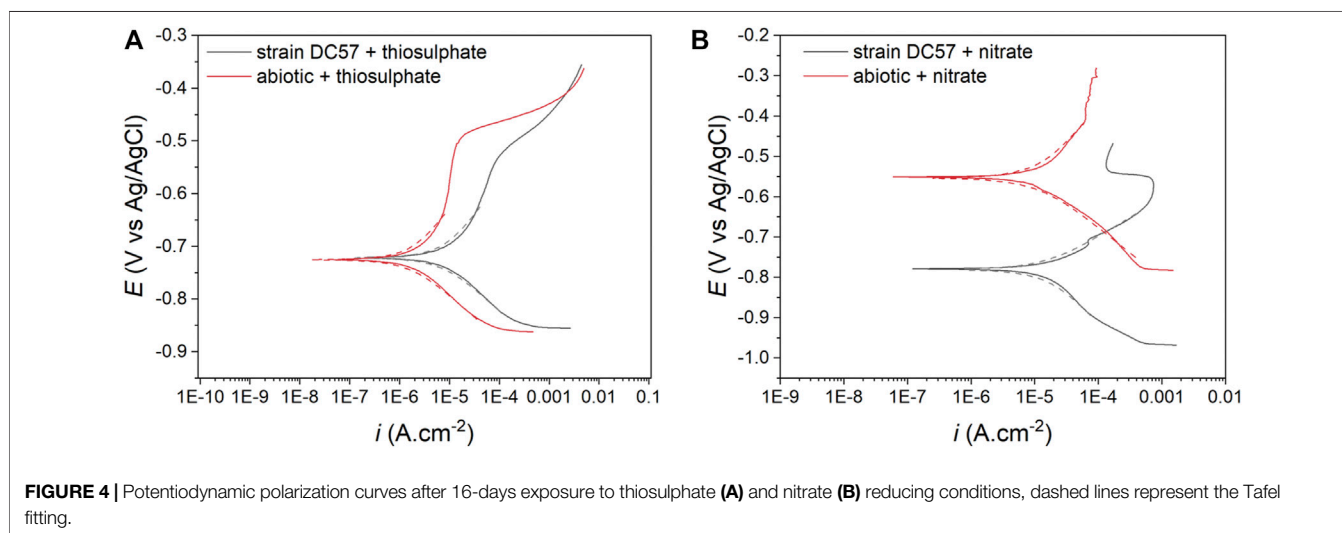 A
strain DC57 + thiosulphate
abiotic + thiosulphate
-0.3
-0.4
-0.5
-0.6
-0.7
-0.8
-0.9
E (V vs Ag/AgCl)
1E-10 1E-9 1E-8 1E-7 1E-6 1E-5 1E-4 0.001 0.01 0.1
i (A.cm-2)
B
strain DC57 + nitrate
abiotic + nitrate
-0.2
-0.3
-0.4
-0.5
-0.6
-0.7
-0.8
-0.9
-1.0
E (V vs Ag/AgCl)
1E-9 1E-8 1E-7 1E-6 1E-5 1E-4 0.001 0.01
i (A.cm-2)
FIGURE 4 | Potentiodynamic polarization curves after 16-days exposure to thiosulphate (A) and nitrate (B) reducing conditions, dashed lines represent the Tafel
fitting.